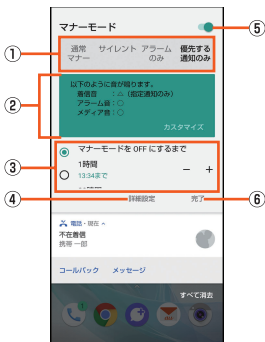 マナーモード
⑤
①
通常 サイレント アラーム 優先する
マナー のみ 通知のみ
②
以下のように音が鳴ります。
着信音 :△(指定通知のみ)
アラーム音:○
メディア音:○
カスタマイズ
③
マナーモードを OFF にするまで
1時間
13:34まで
− +
④
詳細設定 完了
⑥
電話・現在
不在着信
携帯 一郎
コールバック メッセージ
すべて消去